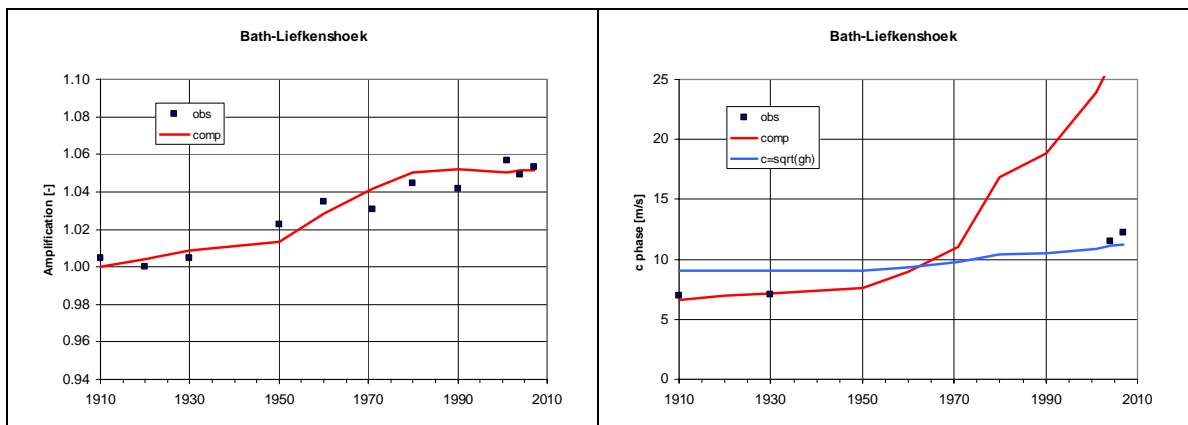 Bath-Liefkenshoek
Amplification [-]
1.10
1.08
1.06
1.04
1.02
1.00
0.98
0.96
0.94
obs
comp
1910 1930 1950 1970 1990 2010
Bath-Liefkenshoek
c phase [m/s]
25
20
15
10
5
0
obs
comp
c=sqrt(gh)
1910 1930 1950 1970 1990 2010